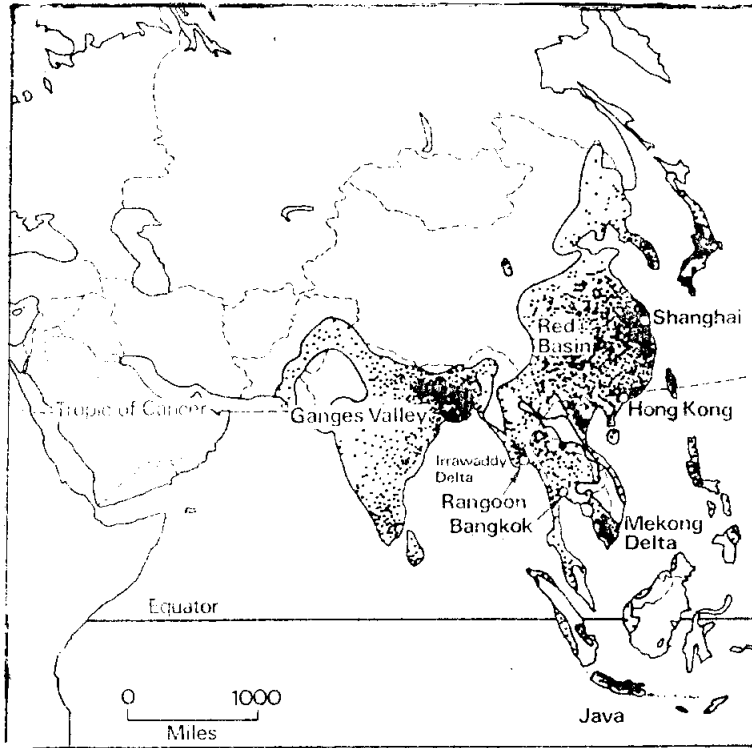 Red
Basin
Shanghai
Tropic of Cancer
Ganges Valley
Hong Kong
Irrawaddy
Delta
Rangoon
Bangkok
Mekong
Delta
Equator
0 1000
Miles
Java